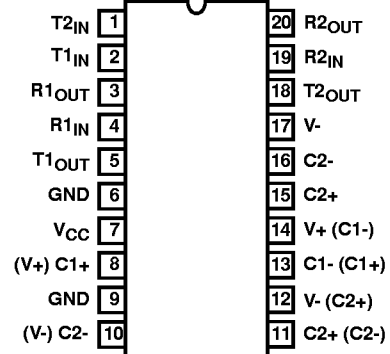 T2IN 1 20 R2OUT
T1IN 2 19 R2IN
R1OUT 3 18 T2OUT
R1IN 4 17 V-
T1OUT 5 16 C2-
GND 6 15 C2+
VCC 7 14 V+ (C1-)
(V+) C1+ 8 13 C1- (C1+)
GND 9 12 V- (C2+)
(V-) C2- 10 11 C2+ (C2-)